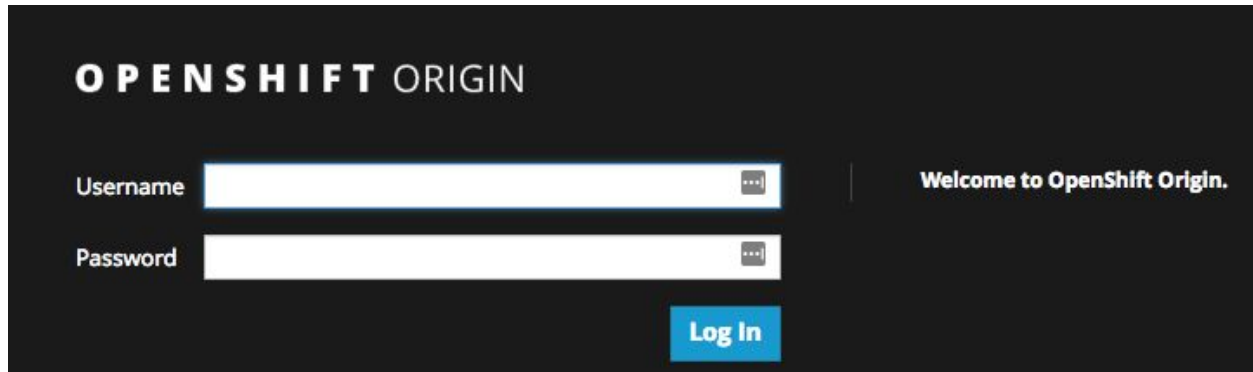 OPENSHIFT ORIGIN
Username
Welcome to OpenShift Origin.
Password
Log In